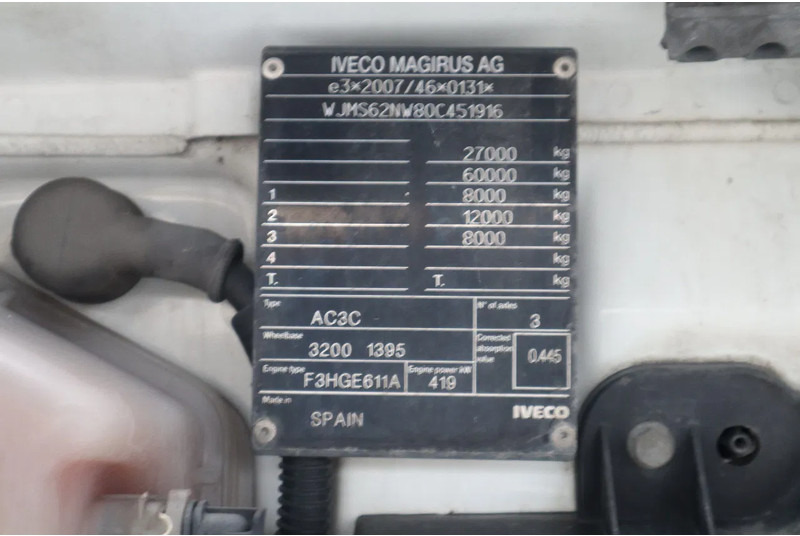 IVECO MAGIRUS AG
e3*2007/46*0131*
WJMS62NW80C451916
27000 kg
60000 kg
1 8000 kg
2 12000 kg
3 8000 kg
4 kg
T. T. kg
Type AC3C N° of axles 3
Wheelbase 3200 1395 Corrected absorption value 0.445
Engine type F3HGE611A Engine power kW 419
Made in SPAIN IVECO